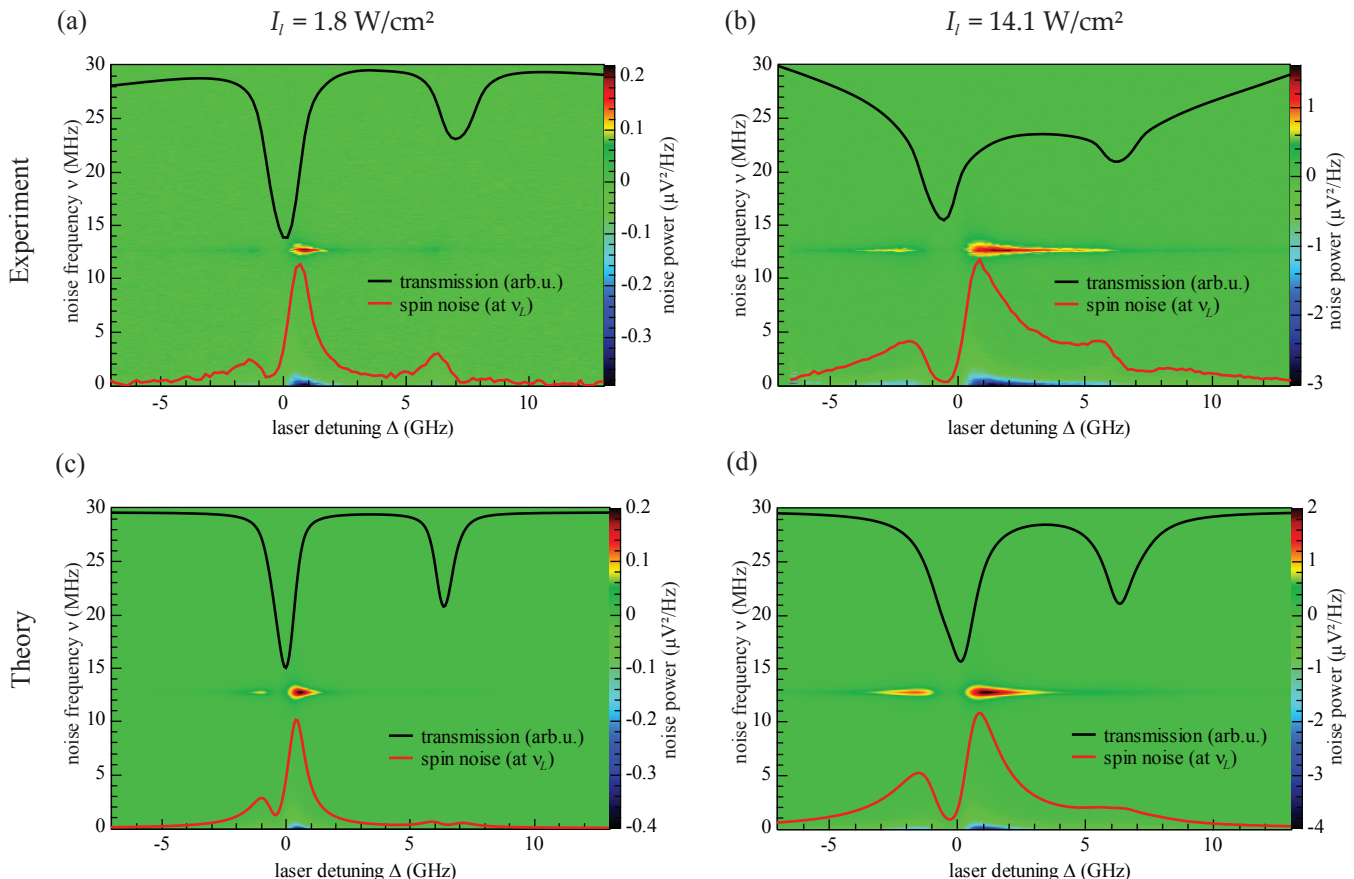 (a) I_l = 1.8 W/cm²
(b) I_l = 14.1 W/cm²
Experiment
30
25
20
15
10
5
0
noise frequency ν (MHz)
transmission (arb.u.)
spin noise (at ν_L)
-5 0 5 10
laser detuning Δ (GHz)
0.2
0.1
0
-0.1
-0.2
-0.3
noise power (µV²/Hz)
30
25
20
15
10
5
0
noise frequency ν (MHz)
transmission (arb.u.)
spin noise (at ν_L)
-5 0 5 10
laser detuning Δ (GHz)
1
0
-1
-2
-3
noise power (µV²/Hz)
(c)
(d)
Theory
30
25
20
15
10
5
0
noise frequency ν (MHz)
transmission (arb.u.)
spin noise (at ν_L)
-5 0 5 10
laser detuning Δ (GHz)
0.2
0.1
0
-0.1
-0.2
-0.3
-0.4
noise power (µV²/Hz)
30
25
20
15
10
5
0
noise frequency ν (MHz)
transmission (arb.u.)
spin noise (at ν_L)
-5 0 5 10
laser detuning Δ (GHz)
2
1
0
-1
-2
-3
-4
noise power (µV²/Hz)